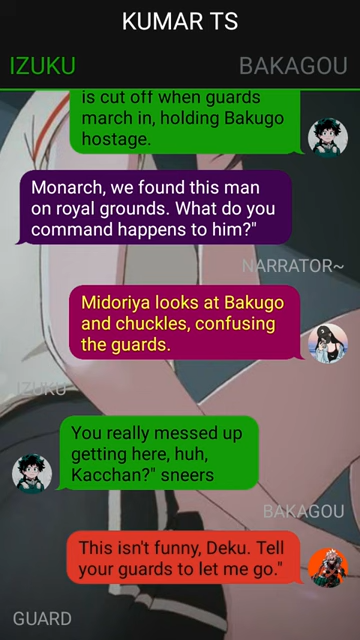 KUMAR TS
IZUKU
BAKAGOU
is cut off when guards
march in, holding Bakugo
hostage.
Monarch, we found this man
on royal grounds. What do you
command happens to him?"
NARRATOR~
Midoriya looks at Bakugo
and chuckles, confusing
the guards.
IZUKU
You really messed up
getting here, huh,
Kacchan?" sneers
BAKAGOU
This isn't funny, Deku. Tell
your guards to let me go."
GUARD